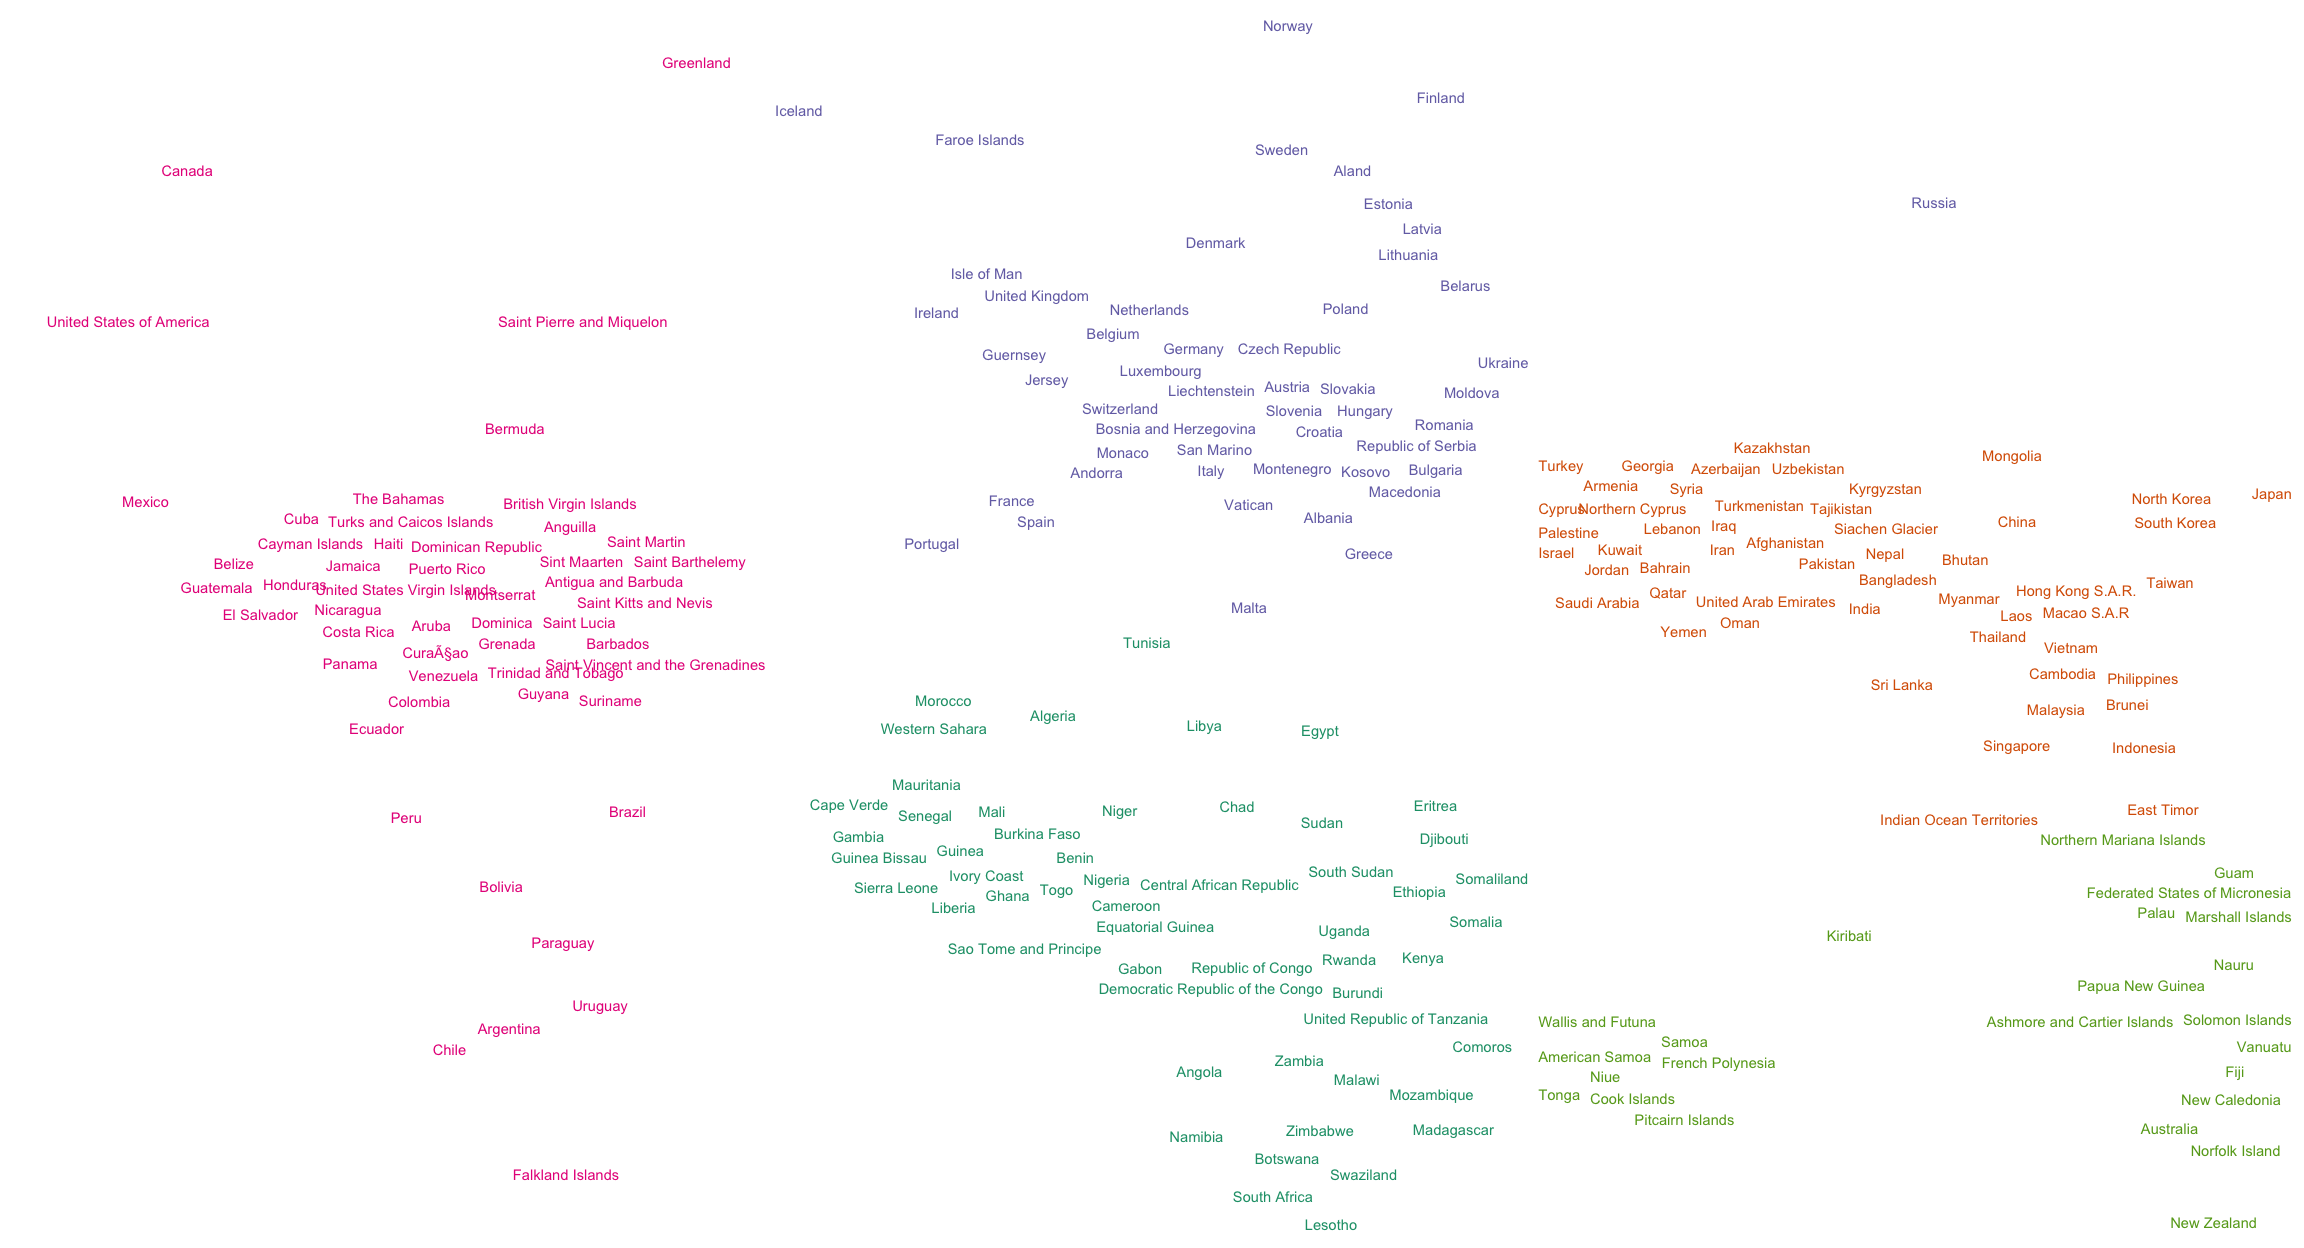 Norway
Greenland
Finland
Iceland
Faroe Islands
Sweden
Canada
Aland
Russia
Estonia
Latvia
Denmark
Lithuania
Isle of Man
Belarus
United Kingdom
Poland
Netherlands
Ireland
United States of America
Saint Pierre and Miquelon
Belgium
Germany
Czech Republic
Guernsey
Ukraine
Luxembourg
Jersey
Austria
Slovakia
Liechtenstein
Moldova
Switzerland
Slovenia
Hungary
Romania
Bermuda
Bosnia and Herzegovina
Croatia
Republic of Serbia
Kazakhstan
San Marino
Monaco
Mongolia
Turkey
Georgia
Azerbaijan
Uzbekistan
Italy
Montenegro
Bulgaria
Kosovo
Andorra
Armenia
Syria
Kyrgyzstan
Macedonia
Japan
The Bahamas
North Korea
France
Mexico
British Virgin Islands
Vatican
Turkmenistan
Cyprus
Northern Cyprus
Tajikistan
Albania
Cuba
Turks and Caicos Islands
Spain
China
South Korea
Iraq
Anguilla
Lebanon
Siachen Glacier
Palestine
Saint Martin
Afghanistan
Cayman Islands
Haiti
Portugal
Dominican Republic
Kuwait
Iran
Israel
Greece
Nepal
Bhutan
Sint Maarten
Saint Barthelemy
Belize
Pakistan
Jamaica
Bahrain
Puerto Rico
Jordan
Bangladesh
Antigua and Barbuda
Taiwan
Honduras
Guatemala
United States Virgin Islands
Hong Kong S.A.R.
Qatar
Montserrat
Myanmar
United Arab Emirates
Saint Kitts and Nevis
Saudi Arabia
Malta
India
Nicaragua
Macao S.A.R
El Salvador
Laos
Dominica
Saint Lucia
Oman
Aruba
Costa Rica
Yemen
Thailand
Tunisia
Grenada
Barbados
Vietnam
CuraÃ§ao
Panama
Saint Vincent and the Grenadines
Trinidad and Tobago
Cambodia
Venezuela
Philippines
Sri Lanka
Guyana
Morocco
Suriname
Colombia
Brunei
Malaysia
Algeria
Libya
Ecuador
Western Sahara
Egypt
Singapore
Indonesia
Mauritania
Cape Verde
Eritrea
Chad
East Timor
Niger
Mali
Brazil
Senegal
Peru
Indian Ocean Territories
Sudan
Burkina Faso
Gambia
Djibouti
Northern Mariana Islands
Guinea
Guinea Bissau
Benin
South Sudan
Guam
Ivory Coast
Somaliland
Nigeria
Central African Republic
Bolivia
Sierra Leone
Togo
Ethiopia
Federated States of Micronesia
Ghana
Cameroon
Liberia
Palau
Marshall Islands
Somalia
Equatorial Guinea
Uganda
Kiribati
Paraguay
Sao Tome and Principe
Kenya
Rwanda
Nauru
Republic of Congo
Gabon
Papua New Guinea
Democratic Republic of the Congo
Burundi
Uruguay
United Republic of Tanzania
Solomon Islands
Wallis and Futuna
Ashmore and Cartier Islands
Argentina
Samoa
Comoros
Vanuatu
Chile
American Samoa
Zambia
French Polynesia
Angola
Fiji
Niue
Malawi
Mozambique
Tonga
Cook Islands
New Caledonia
Pitcairn Islands
Australia
Madagascar
Zimbabwe
Namibia
Norfolk Island
Botswana
Falkland Islands
Swaziland
South Africa
New Zealand
Lesotho